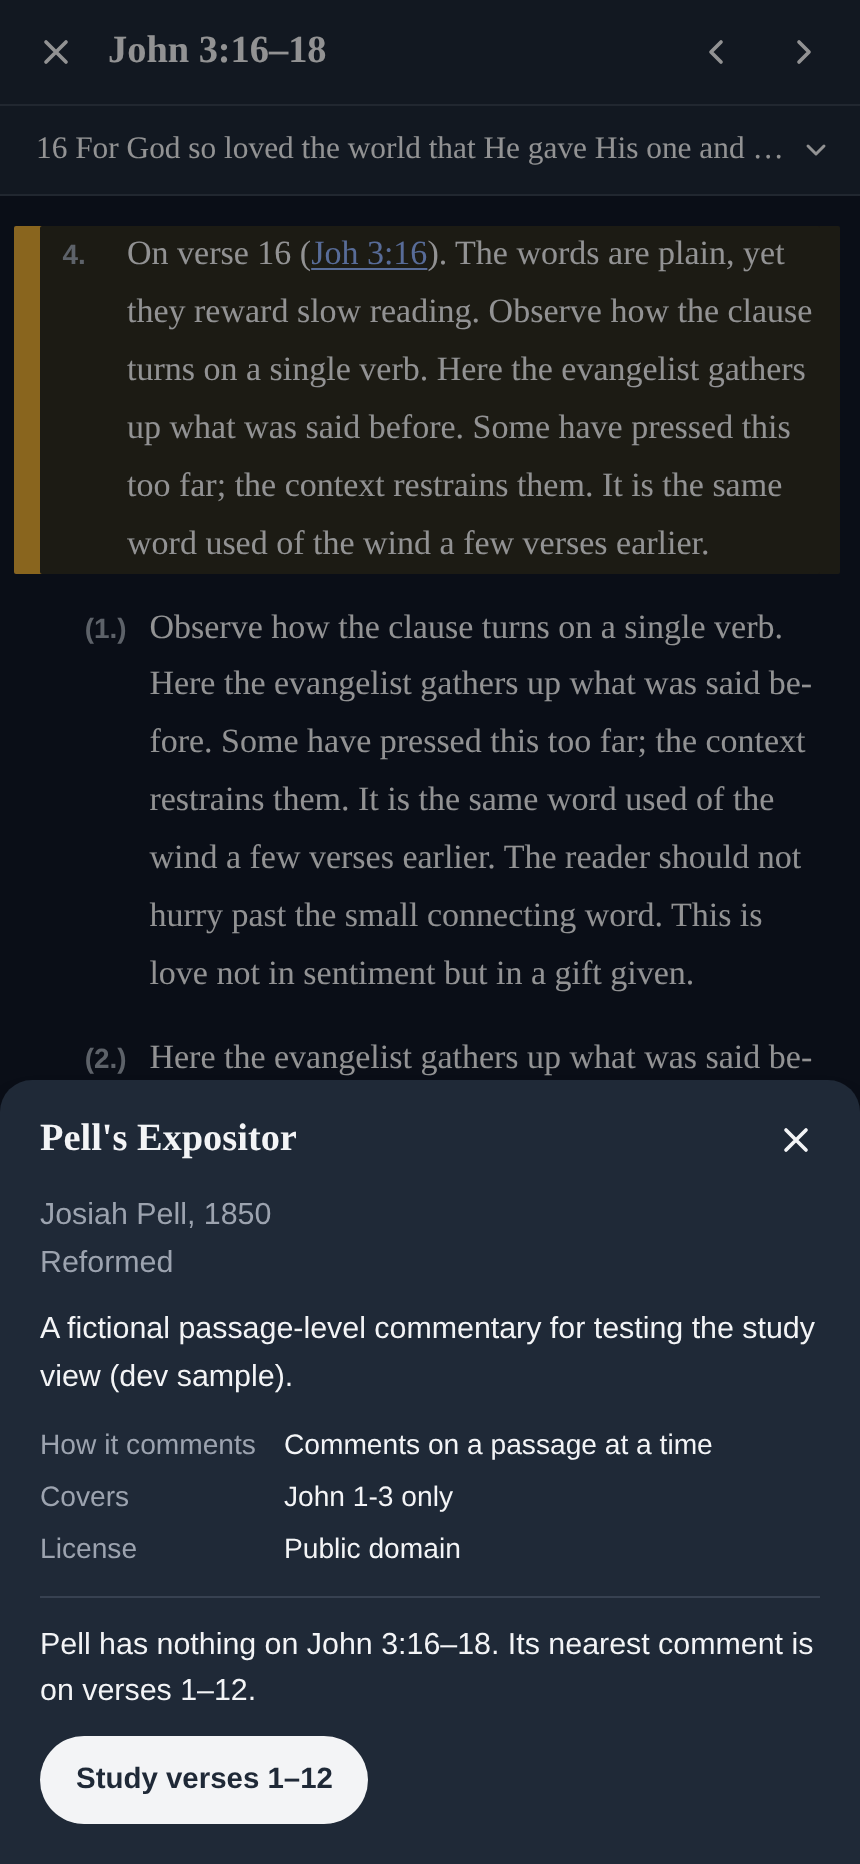 John 3:16–18
16 For God so loved the world that He gave His one and …
4. On verse 16 (Joh 3:16). The words are plain, yet
they reward slow reading. Observe how the clause
turns on a single verb. Here the evangelist gathers
up what was said before. Some have pressed this
too far; the context restrains them. It is the same
word used of the wind a few verses earlier.
(1.) Observe how the clause turns on a single verb.
Here the evangelist gathers up what was said be-
fore. Some have pressed this too far; the context
restrains them. It is the same word used of the
wind a few verses earlier. The reader should not
hurry past the small connecting word. This is
love not in sentiment but in a gift given.
(2.) Here the evangelist gathers up what was said be-
Pell's Expositor
Josiah Pell, 1850
Reformed
A fictional passage-level commentary for testing the study
view (dev sample).
How it comments Comments on a passage at a time
Covers John 1-3 only
License Public domain
Pell has nothing on John 3:16–18. Its nearest comment is
on verses 1–12.
Study verses 1–12